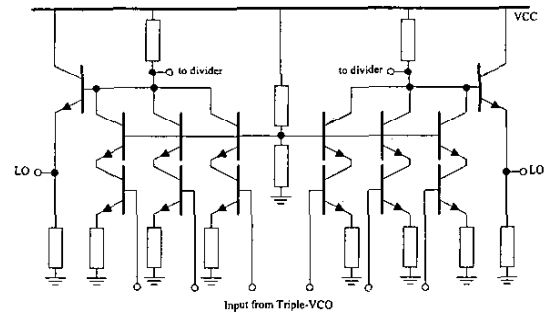 VCC
to divider
to divider
LO
LO
Input from Triple-VCO